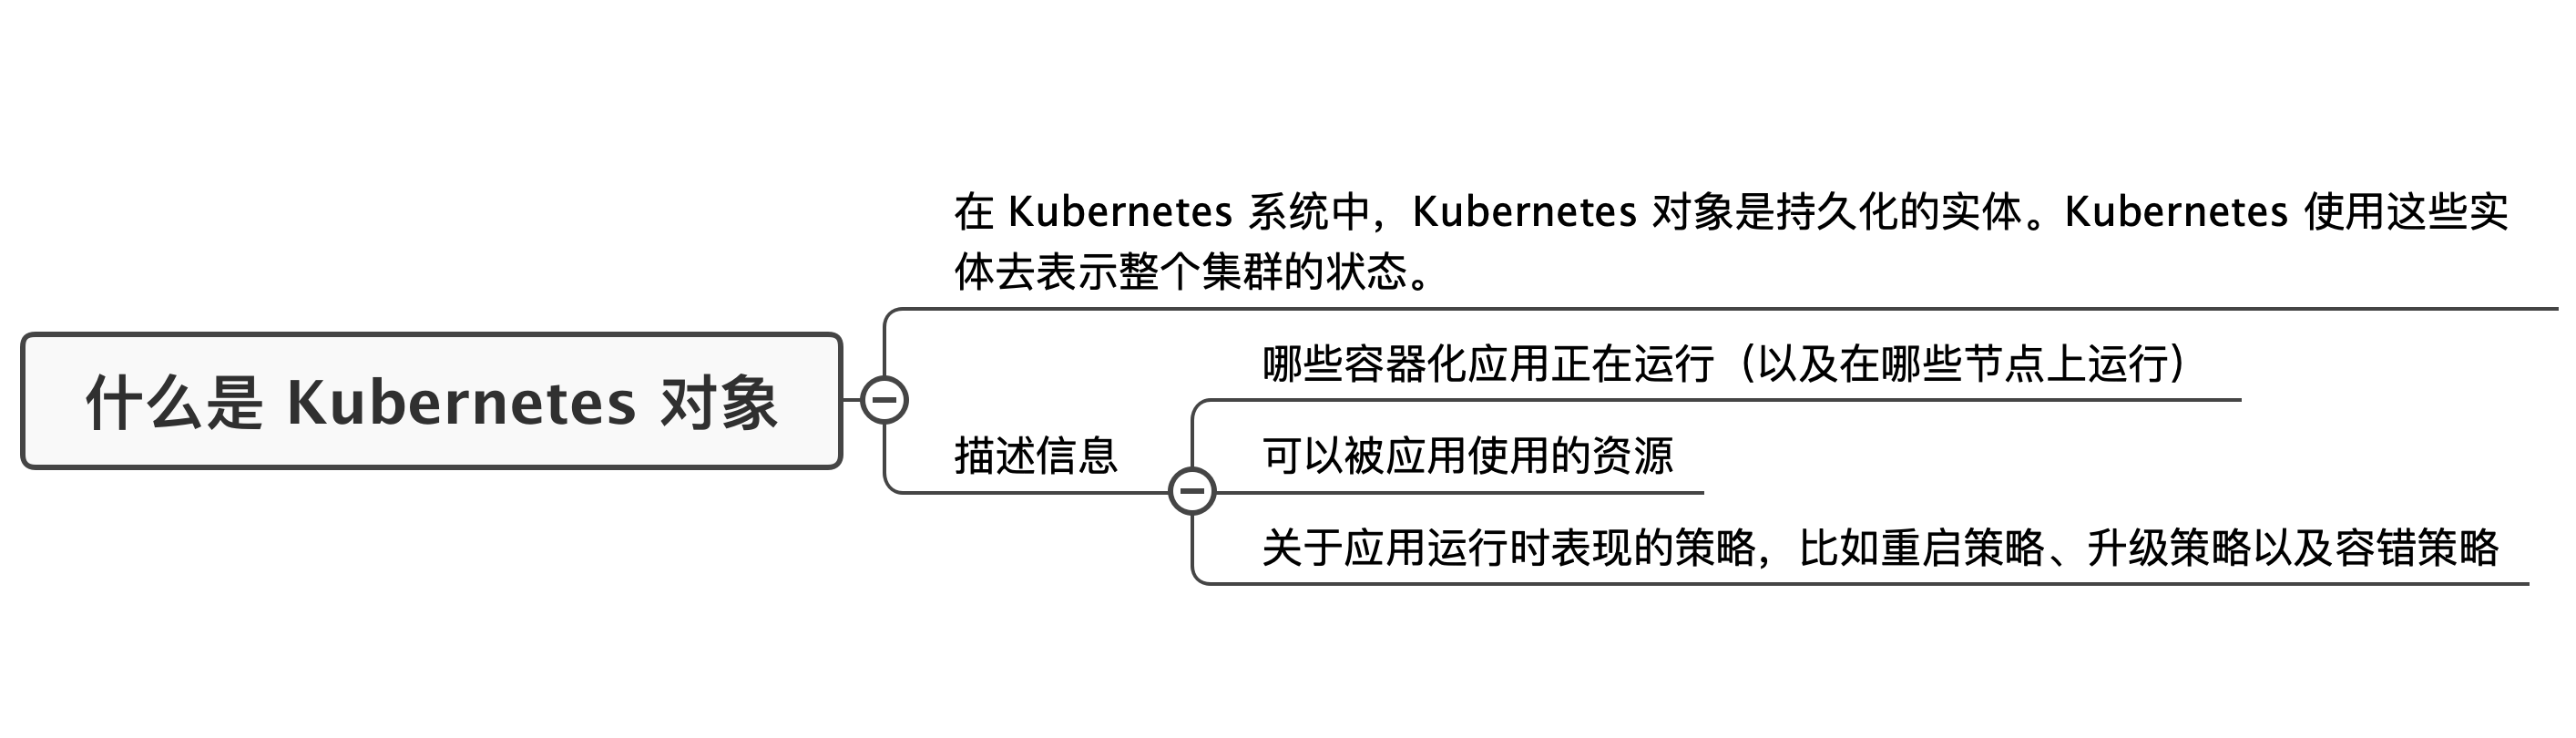 什么是 Kubernetes 对象
在 Kubernetes 系统中，Kubernetes 对象是持久化的实体。Kubernetes 使用这些实
体去表示整个集群的状态。
描述信息
哪些容器化应用正在运行（以及在哪些节点上运行）
可以被应用使用的资源
关于应用运行时表现的策略，比如重启策略、升级策略以及容错策略